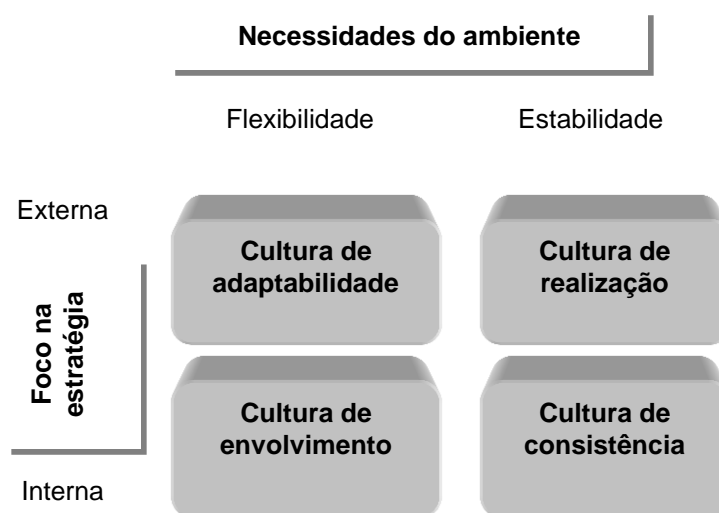 Necessidades do ambiente
Flexibilidade
Estabilidade
Externa
Cultura de
adaptabilidade
Cultura de
realização
Foco na
estratégia
Cultura de
envolvimento
Cultura de
consistência
Interna